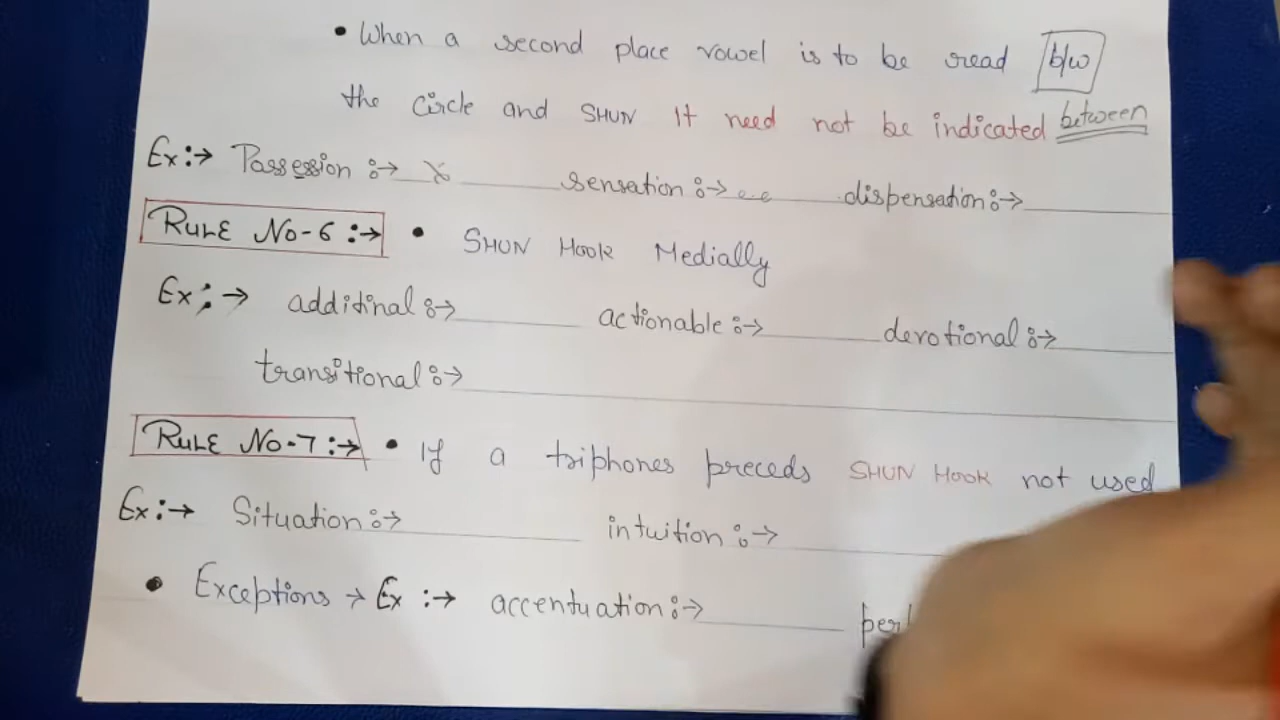 • When a second place vowel is to be read b/w
the circle and SHUN It need not be indicated between
Ex:→ Possession :→ sensation :→ dispensation :→
RULE NO-6 :→ • SHUN HOOK Medially
Ex:→ additinal :→ actionable :→ devotional :→
transitional :→
RULE NO-7 :→ • If a triphones preceds SHUN HOOK not used
Ex:→ Situation :→ intuition :→
• Exceptions → Ex :→ accentuation :→